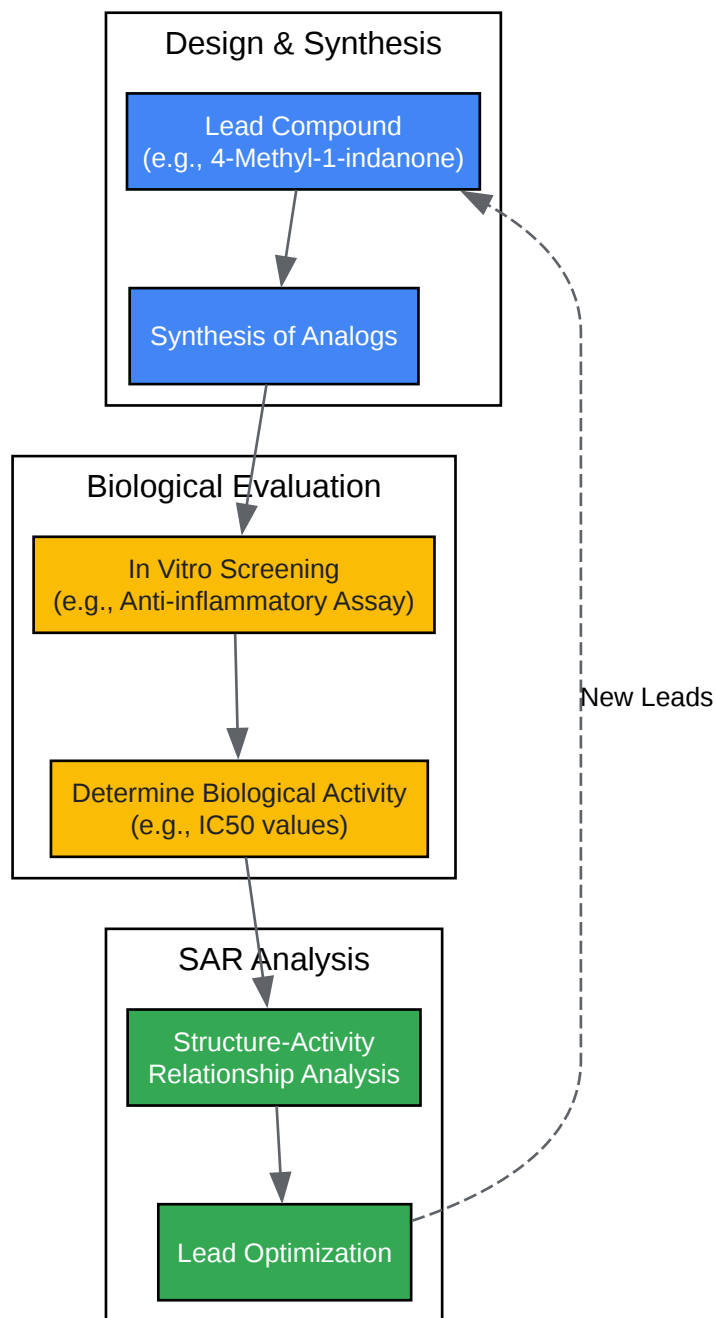 Design & Synthesis
Lead Compound
(e.g., 4-Methyl-1-indanone)
Synthesis of Analogs
Biological Evaluation
In Vitro Screening
(e.g., Anti-inflammatory Assay)
New Leads
Determine Biological Activity
(e.g., IC50 values)
SAR Analysis
Structure-Activity
Relationship Analysis
Lead Optimization